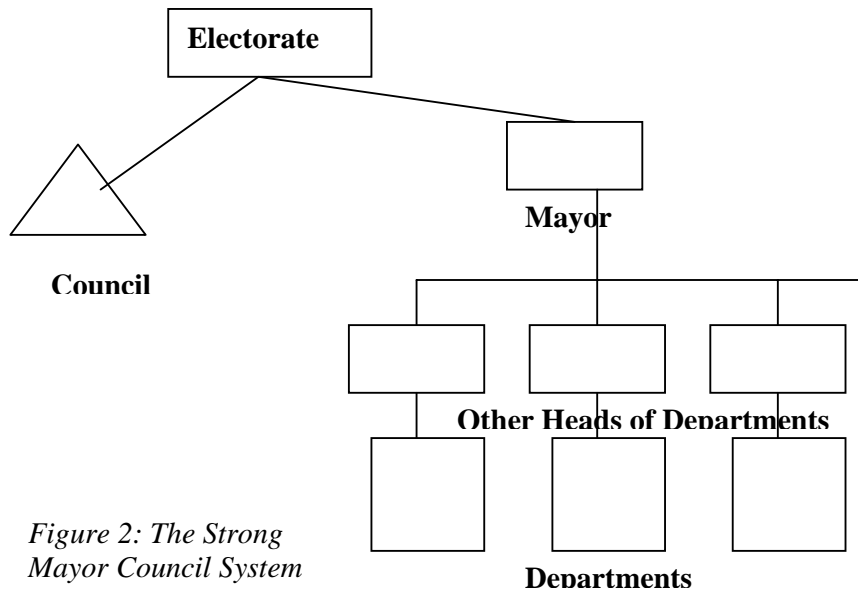 Electorate
Mayor
Council
Other Heads of Departments
Figure 2: The Strong
Mayor Council System
Departments